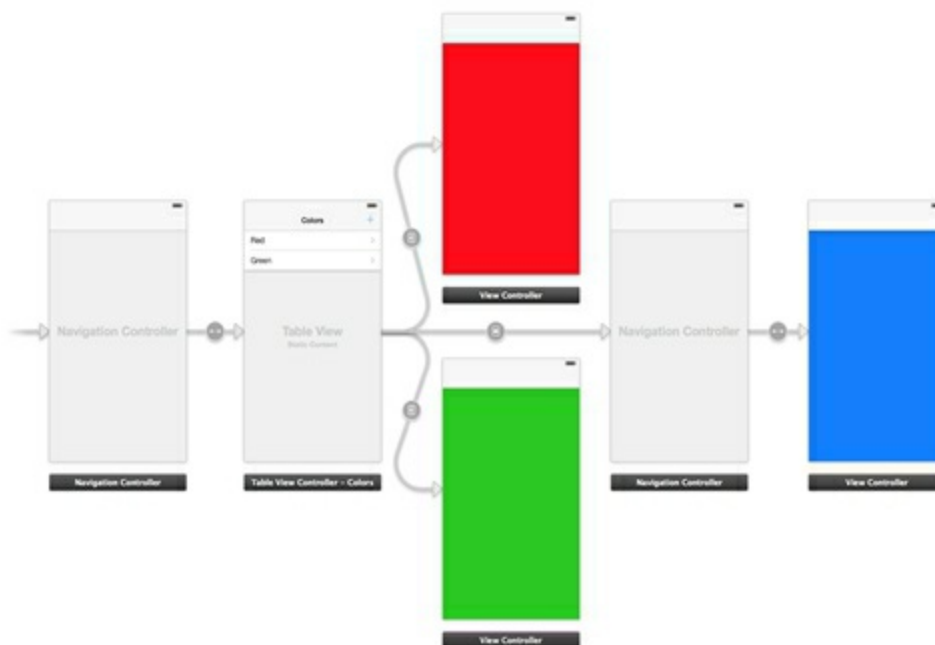 View Controller
Colors
+
Red
Green
Navigation Controller
Table View
Static Content
Navigation Controller
Navigation Controller
Table View Controller - Colors
Navigation Controller
View Controller
View Controller